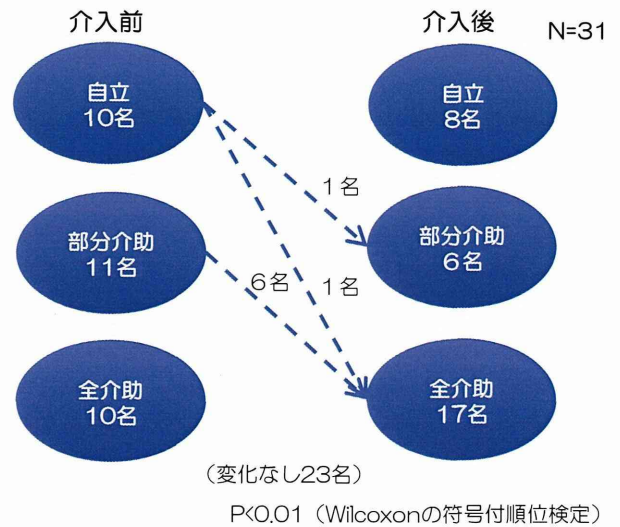 介入前
介入後
N=31
自立
10名
自立
8名
1名
部分介助
11名
部分介助
6名
6名
1名
全介助
10名
全介助
17名
（変化なし23名）
P<0.01（Wilcoxonの符号付順位検定）